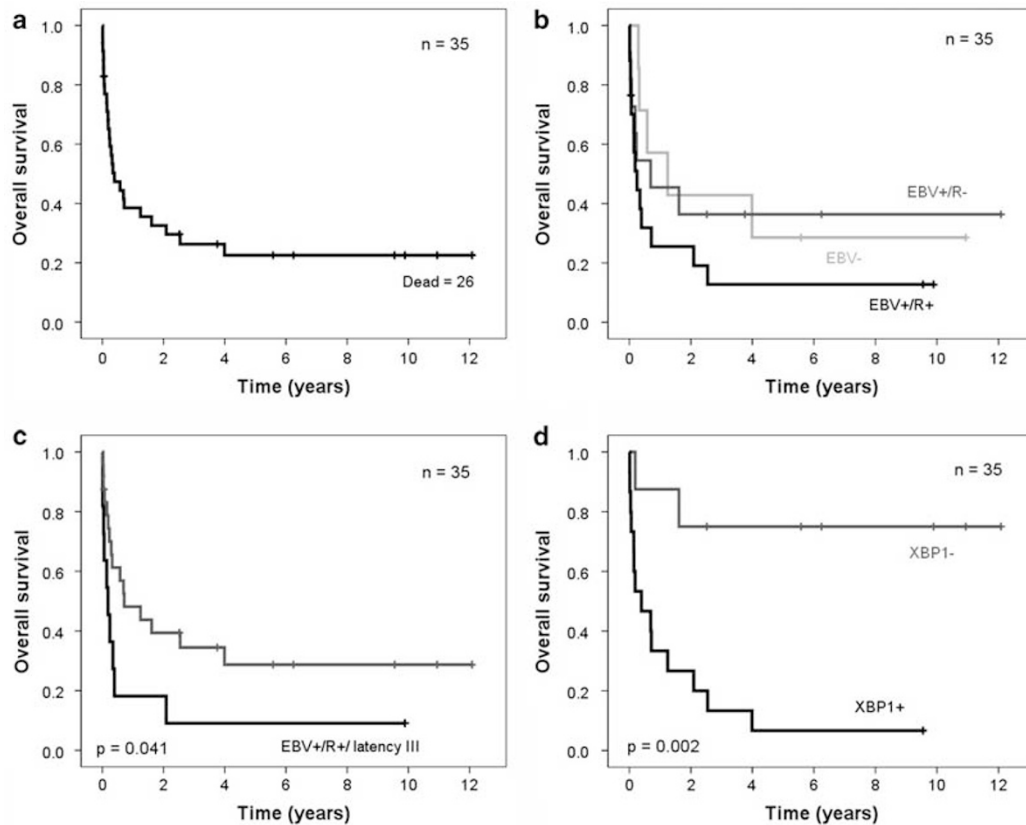 a
n = 35
1.0
0.8
0.6
0.4
0.2
0.0
Overall survival
Dead = 26
0 2 4 6 8 10 12
Time (years)
b
n = 35
1.0
0.8
0.6
0.4
0.2
0.0
Overall survival
EBV+/R-
EBV-
EBV+/R+
0 2 4 6 8 10 12
Time (years)
c
n = 35
1.0
0.8
0.6
0.4
0.2
0.0
Overall survival
p = 0.041
EBV+/R+/ latency III
0 2 4 6 8 10 12
Time (years)
d
n = 35
1.0
0.8
0.6
0.4
0.2
0.0
Overall survival
XBP1-
XBP1+
p = 0.002
0 2 4 6 8 10 12
Time (years)